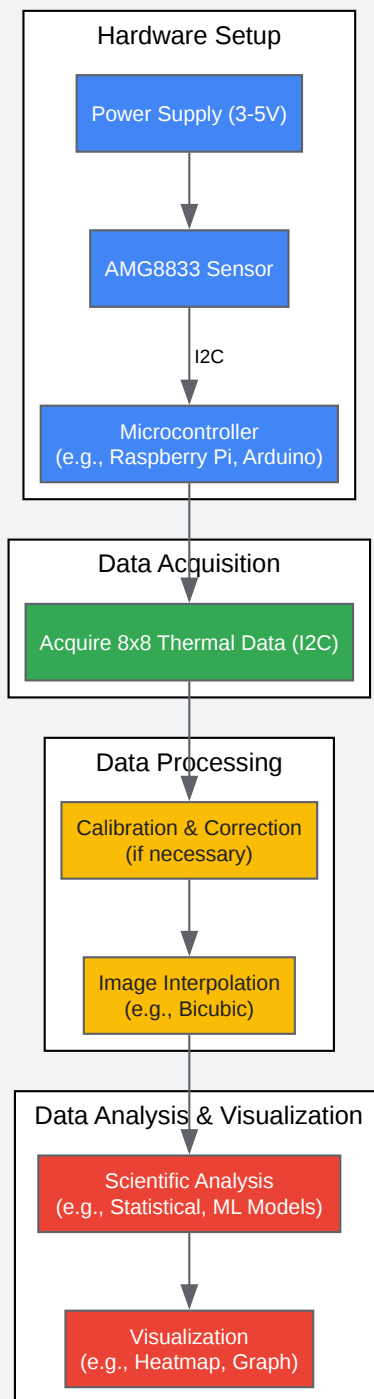 Hardware Setup
Power Supply (3-5V)
AMG8833 Sensor
I2C
Microcontroller
(e.g., Raspberry Pi, Arduino)
Data Acquisition
Acquire 8x8 Thermal Data (I2C)
Data Processing
Calibration & Correction
(if necessary)
Image Interpolation
(e.g., Bicubic)
Data Analysis & Visualization
Scientific Analysis
(e.g., Statistical, ML Models)
Visualization
(e.g., Heatmap, Graph)